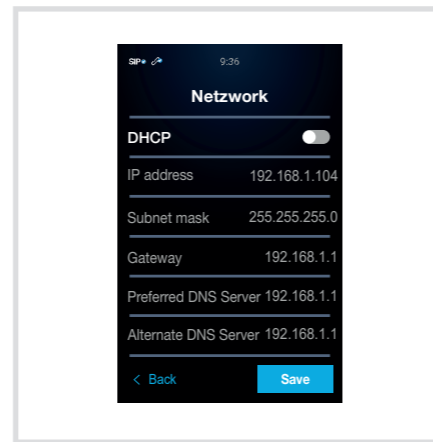 SIP 9:36
Netzwork
DHCP
IP address 192.168.1.104
Subnet mask 255.255.255.0
Gateway 192.168.1.1
Preferred DNS Server 192.168.1.1
Alternate DNS Server 192.168.1.1
< Back Save